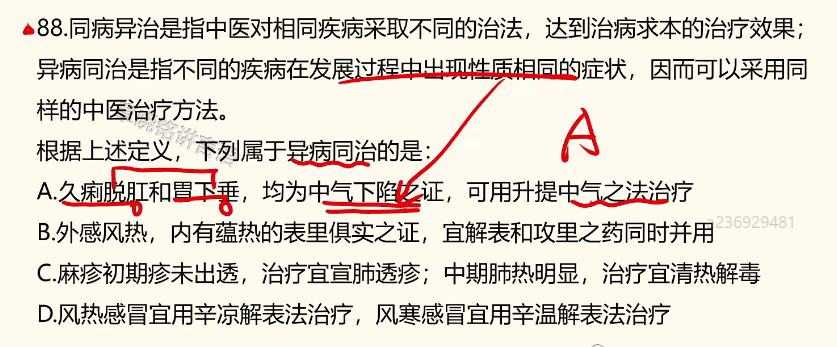 88.同病异治是指中医对相同疾病采取不同的治法，达到治病求本的治疗效果；
异病同治是指不同的疾病在发展过程中出现性质相同的症状，因而可以采用同
样的中医治疗方法。
根据上述定义，下列属于异病同治的是：
A
A.久痢脱肛和胃下垂，均为中气下陷之证，可用升提中气之法治疗
236929481
B.外感风热，内有蕴热的表里俱实之证，宜解表和攻里之药同时并用
C.麻疹初期疹未出透，治疗宜宣肺透疹；中期肺热明显，治疗宜清热解毒
D.风热感冒宜用辛凉解表法治疗，风寒感冒宜用辛温解表法治疗